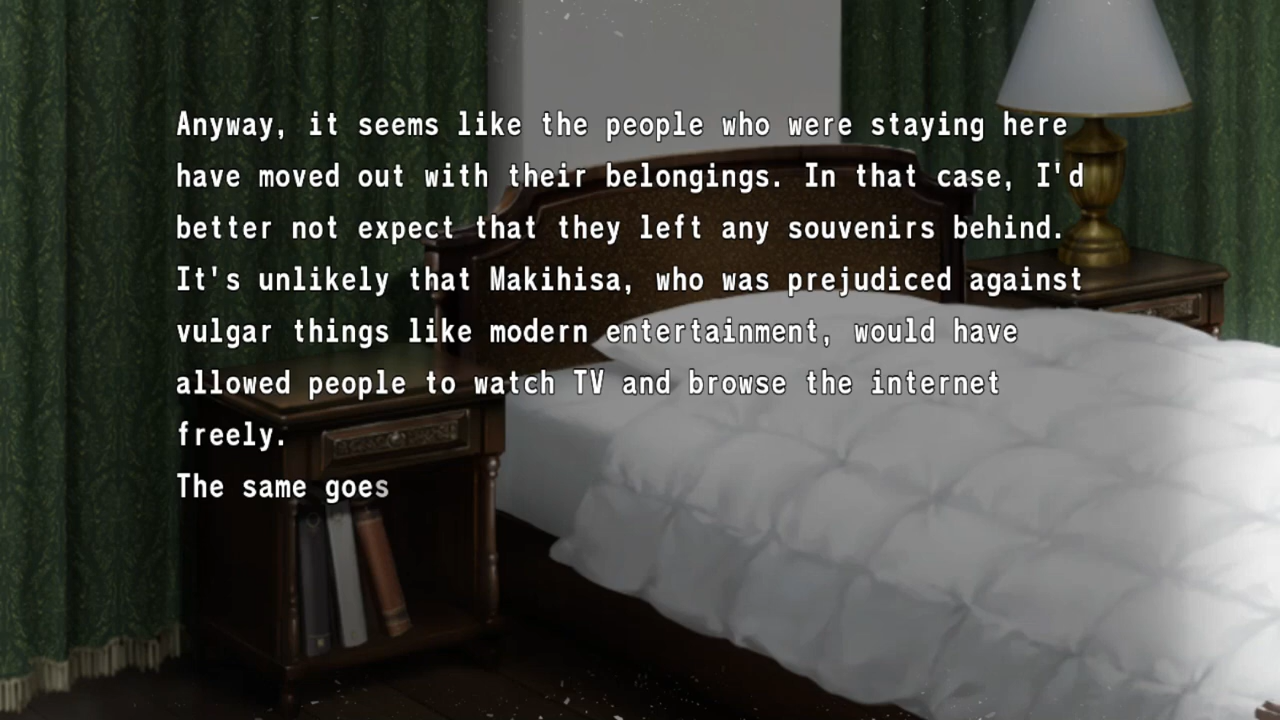 Anyway, it seems like the people who were staying here
have moved out with their belongings. In that case, I'd
better not expect that they left any souvenirs behind.
It's unlikely that Makihisa, who was prejudiced against
vulgar things like modern entertainment, would have
allowed people to watch TV and browse the internet
freely.
The same goes